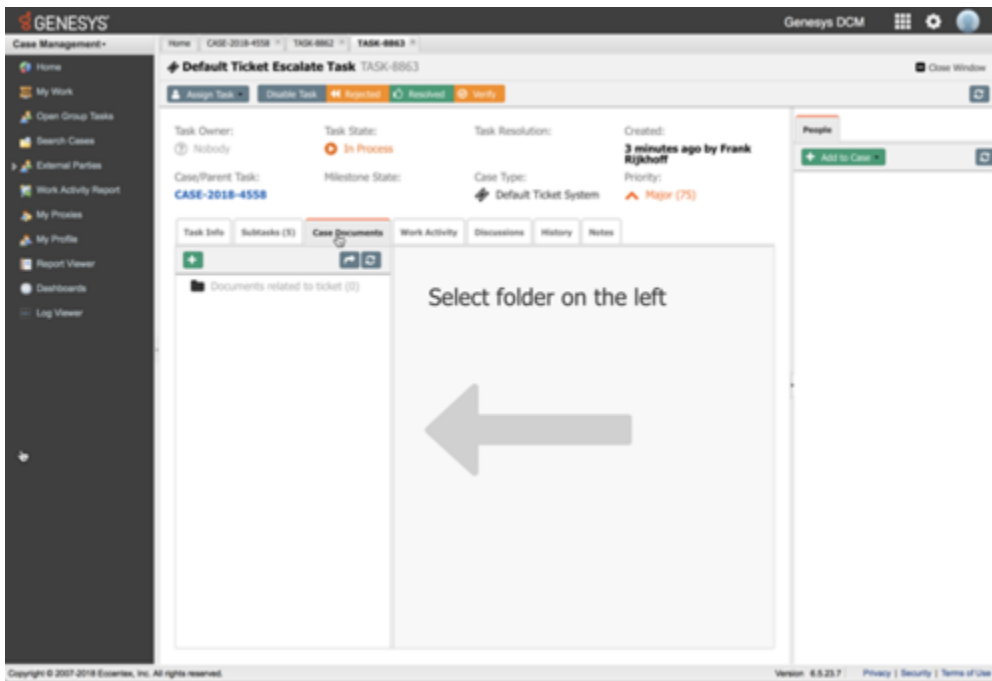 GENESYS
Genesys DCM
Case Management
Home CASE-2018-4558 TASK-8862 TASK-8863
Home
My Work
Open Group Tasks
Search Cases
External Parties
Work Activity Report
My Proxies
My Profile
Report Viewer
Dashboards
Log Viewer
Default Ticket Escalate Task TASK-8863
Close Window
Assign Task Disable Task Rejected Resolved Verify
Task Owner: Task State: Task Resolution: Created:
Nobody In Process 3 minutes ago by Frank
Rijkhoff
Case/Parent Task: Milestone State: Case Type: Priority:
CASE-2018-4558 Default Ticket System Major (75)
Task Info Subtasks (5) Case Documents Work Activity Discussions History Notes
Documents related to ticket (0)
Select folder on the left
People
Add to Case
Copyright © 2007-2018 Eccentex, Inc. All rights reserved.
Version 6.5.23.7 Privacy | Security | Terms of Use